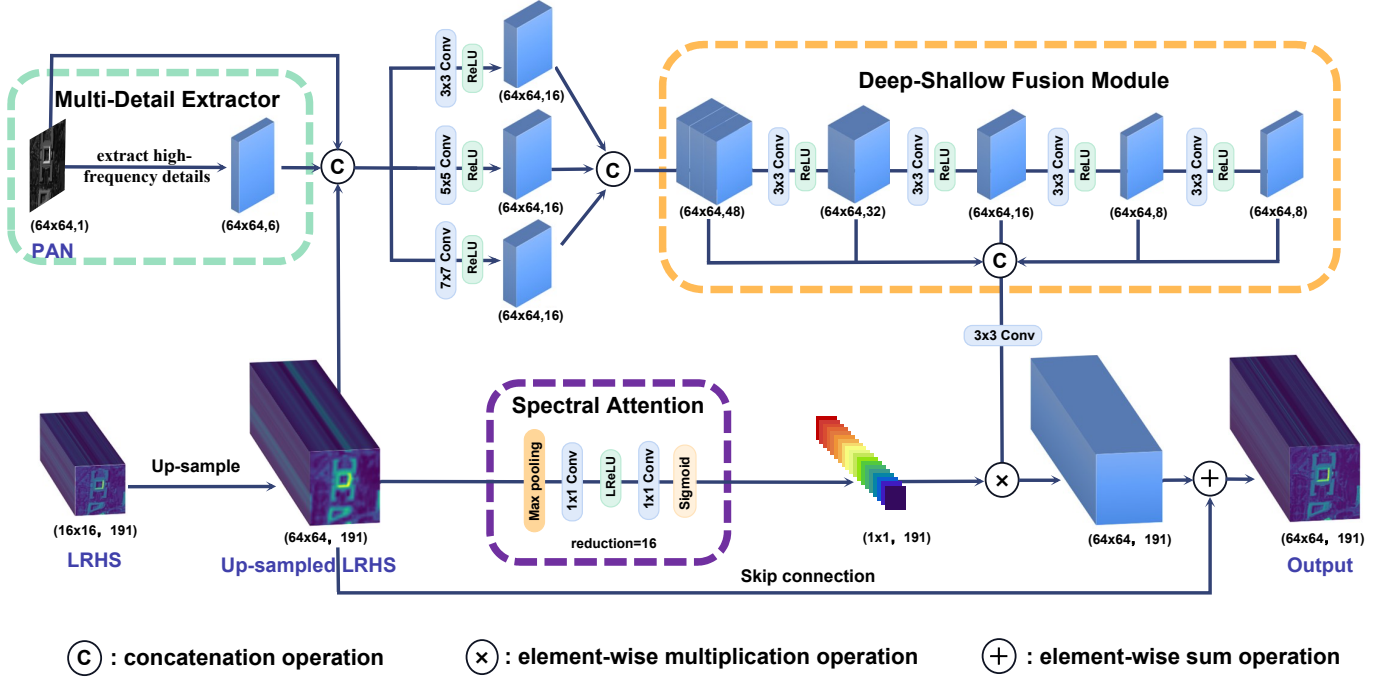 Multi-Detail Extractor
extract high-
frequency details
(64x64,1)
(64x64,6)
PAN
C
3x3 Conv
ReLU
(64x64,16)
5x5 Conv
ReLU
(64x64,16)
7x7 Conv
ReLU
(64x64,16)
C
Deep-Shallow Fusion Module
3x3 Conv
ReLU
3x3 Conv
ReLU
3x3 Conv
ReLU
3x3 Conv
ReLU
(64x64,48)
(64x64,32)
(64x64,16)
(64x64,8)
(64x64,8)
C
3x3 Conv
Up-sample
(16x16, 191)
LRHS
(64x64, 191)
Up-sampled LRHS
Spectral Attention
Max pooling
1x1 Conv
LReLU
1x1 Conv
Sigmoid
reduction=16
(1x1, 191)
×
(64x64, 191)
+
(64x64, 191)
Output
Skip connection
C : concatenation operation
× : element-wise multiplication operation
+ : element-wise sum operation